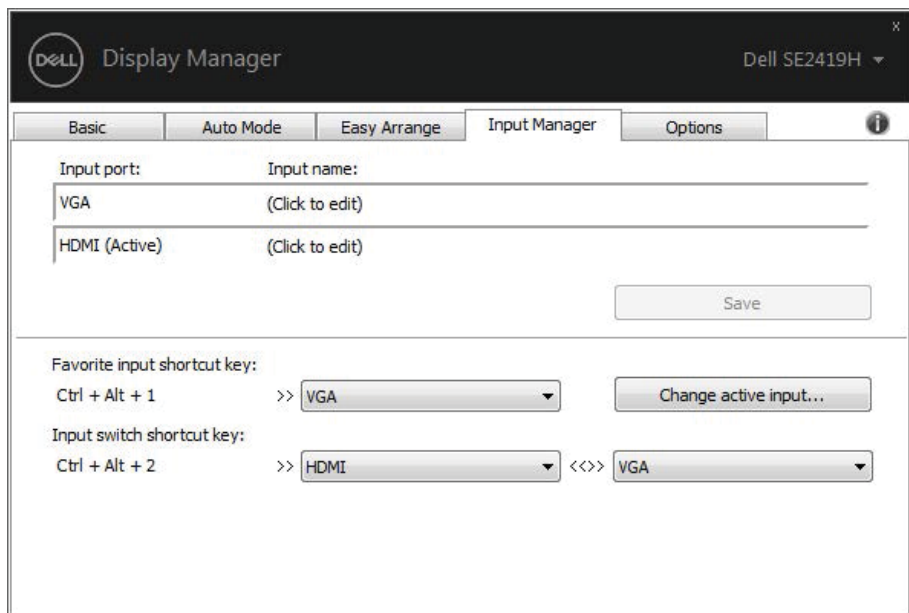 DELL Display Manager
x
Dell SE2419H
Basic Auto Mode Easy Arrange Input Manager Options i
Input port: Input name:
VGA (Click to edit)
HDMI (Active) (Click to edit)
Save
Favorite input shortcut key:
Ctrl + Alt + 1 >> VGA Change active input...
Input switch shortcut key:
Ctrl + Alt + 2 >> HDMI <<>> VGA